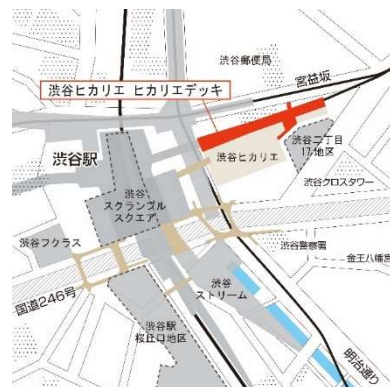 渋谷郵便局
宮益坂
渋谷ヒカリエ ヒカリエデッキ
渋谷二丁目
17地区
渋谷ヒカリエ
渋谷駅
渋谷クロスタワー
渋谷
スクランブル
スクエア
渋谷フクラス
渋谷警察署
金王八幡宮
国道246号
渋谷
ストリーム
渋谷駅
桜丘口地区
明治通り